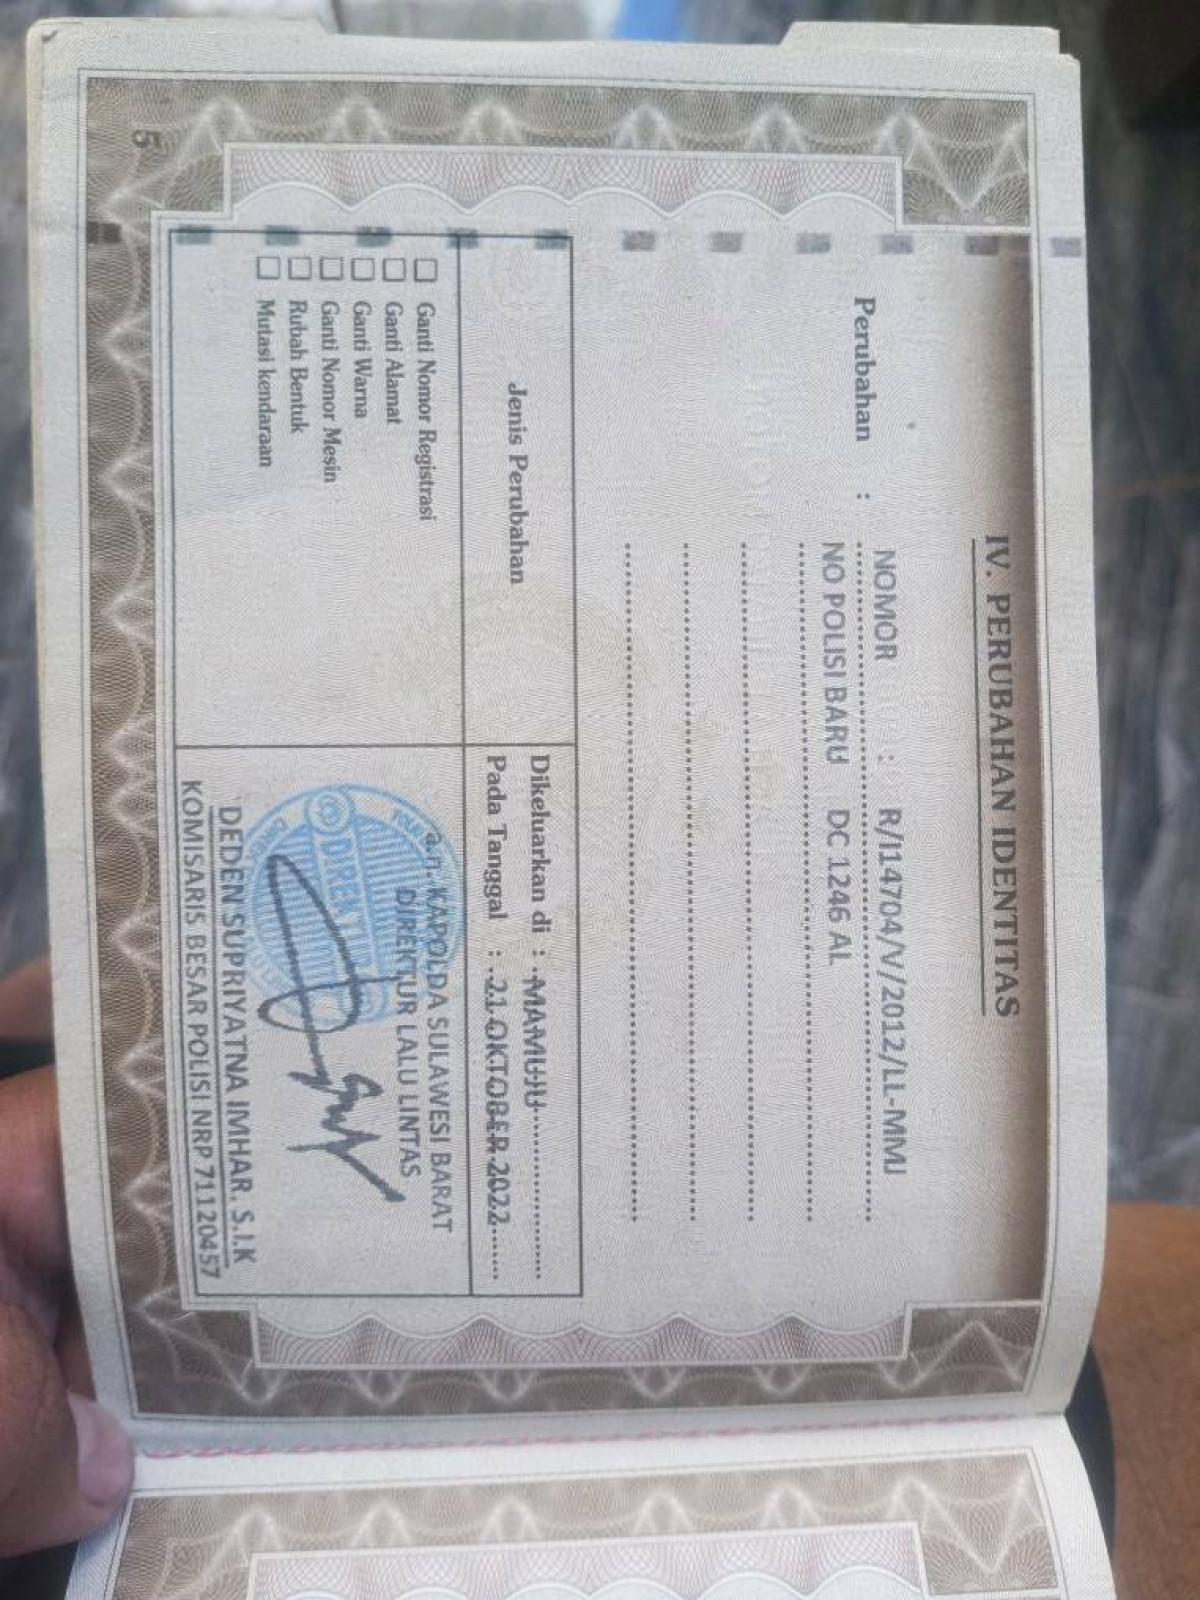 IV. PERUBAHAN IDENTITAS
NOMOR : R/I14704/V/2012/LL-MMJ
Perubahan :
NO POLISI BARU DC 1246 AL
Jenis Perubahan
Dikeluarkan di : MAMUJU
Pada Tanggal : 21 OKTOBER 2022
☐ Ganti Nomor Registrasi
☐ Ganti Alamat
☐ Ganti Warna
☐ Ganti Nomor Mesin
☐ Rubah Bentuk
☐ Mutasi kendaraan
a.n. KAPOLDA SULAWESI BARAT
DIREKTUR LALU LINTAS
DEDEN SUPRIYATNA IMHAR. S.I.K
KOMISARIS BESAR POLISI NRP 71120457
5